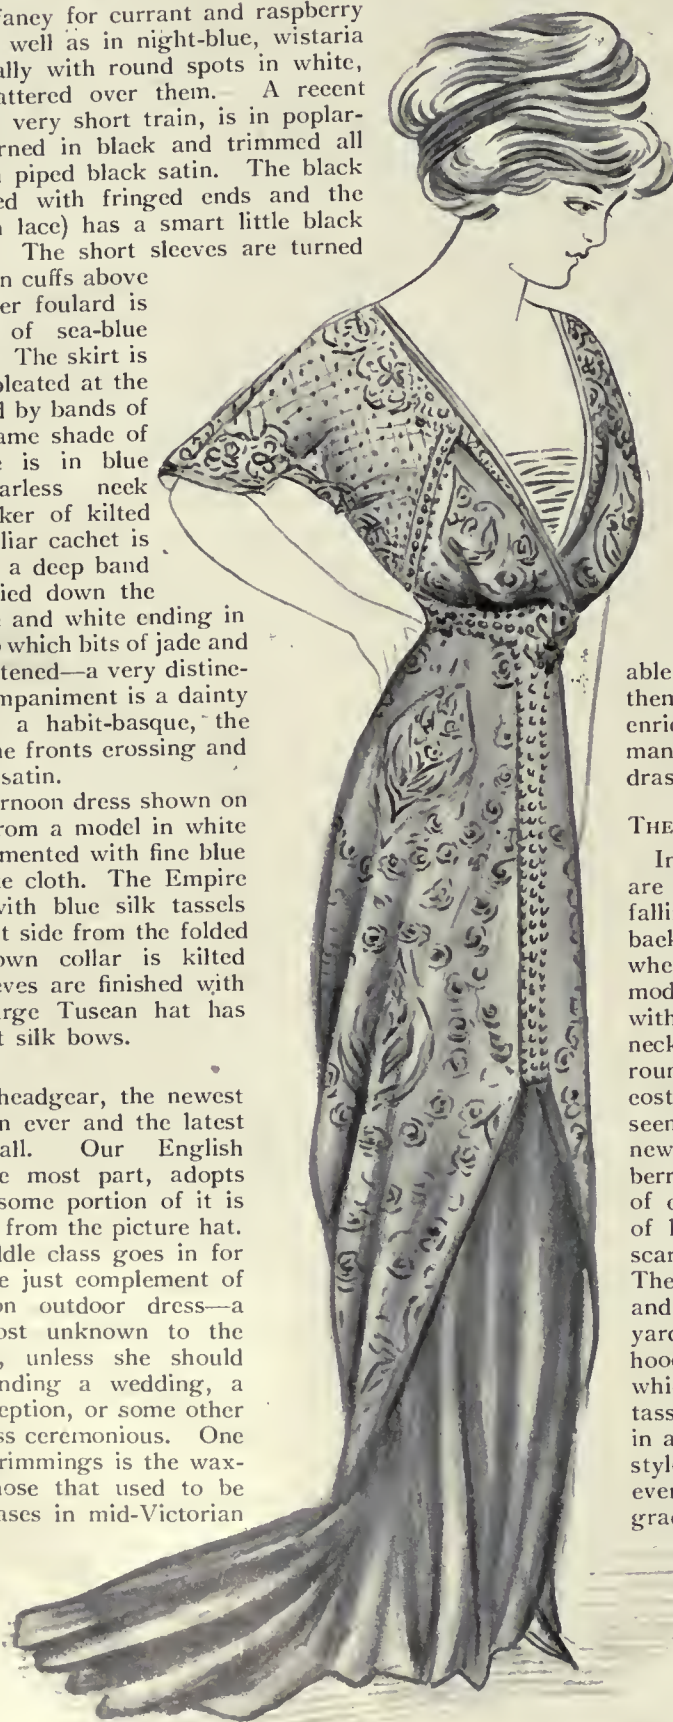 fancy for currant and raspberry
well as in night-blue, wistaria
ally with round spots in white,
attered over them. A recent
very short train, is in poplar-
rned in black and trimmed all
piped black satin. The black
ed with fringed ends and the
lace) has a smart little black
The short sleeves are turned
n cuffs above
er foulard is
of sea-blue
The skirt is
pleated at the
d by bands of
ame shade of
e is in blue
arless neck
ker of kilted
liar cachet is
a deep band
ied down the
e and white ending in
o which bits of jade and
tened—a very distinc-
mpaniment is a dainty
a habit-basque, the
ne fronts crossing and
satin.
ernoon dress shown on
rom a model in white
mented with fine blue
e cloth. The Empire
with blue silk tassels
t side from the folded
own collar is kilted
eves are finished with
arge Tuscan hat has
t silk bows.
headgear, the newest
n ever and the latest
all. Our English
e most part, adopts
some portion of it is
from the picture hat.
ddle class goes in for
e just complement of
on outdoor dress—a
ost unknown to the
, unless she should
nding a wedding, a
eption, or some other
ss ceremonious. One
rimmings is the wax-
hose that used to be
ases in mid-Victorian
able
them
enric
man
dras
THE
In
are
falli
back
whe
mod
with
neck
roun
cost
seen
new
berr
of c
of l
scar
The
and
yard
hood
whi
tass
in a
styl
ever
grac